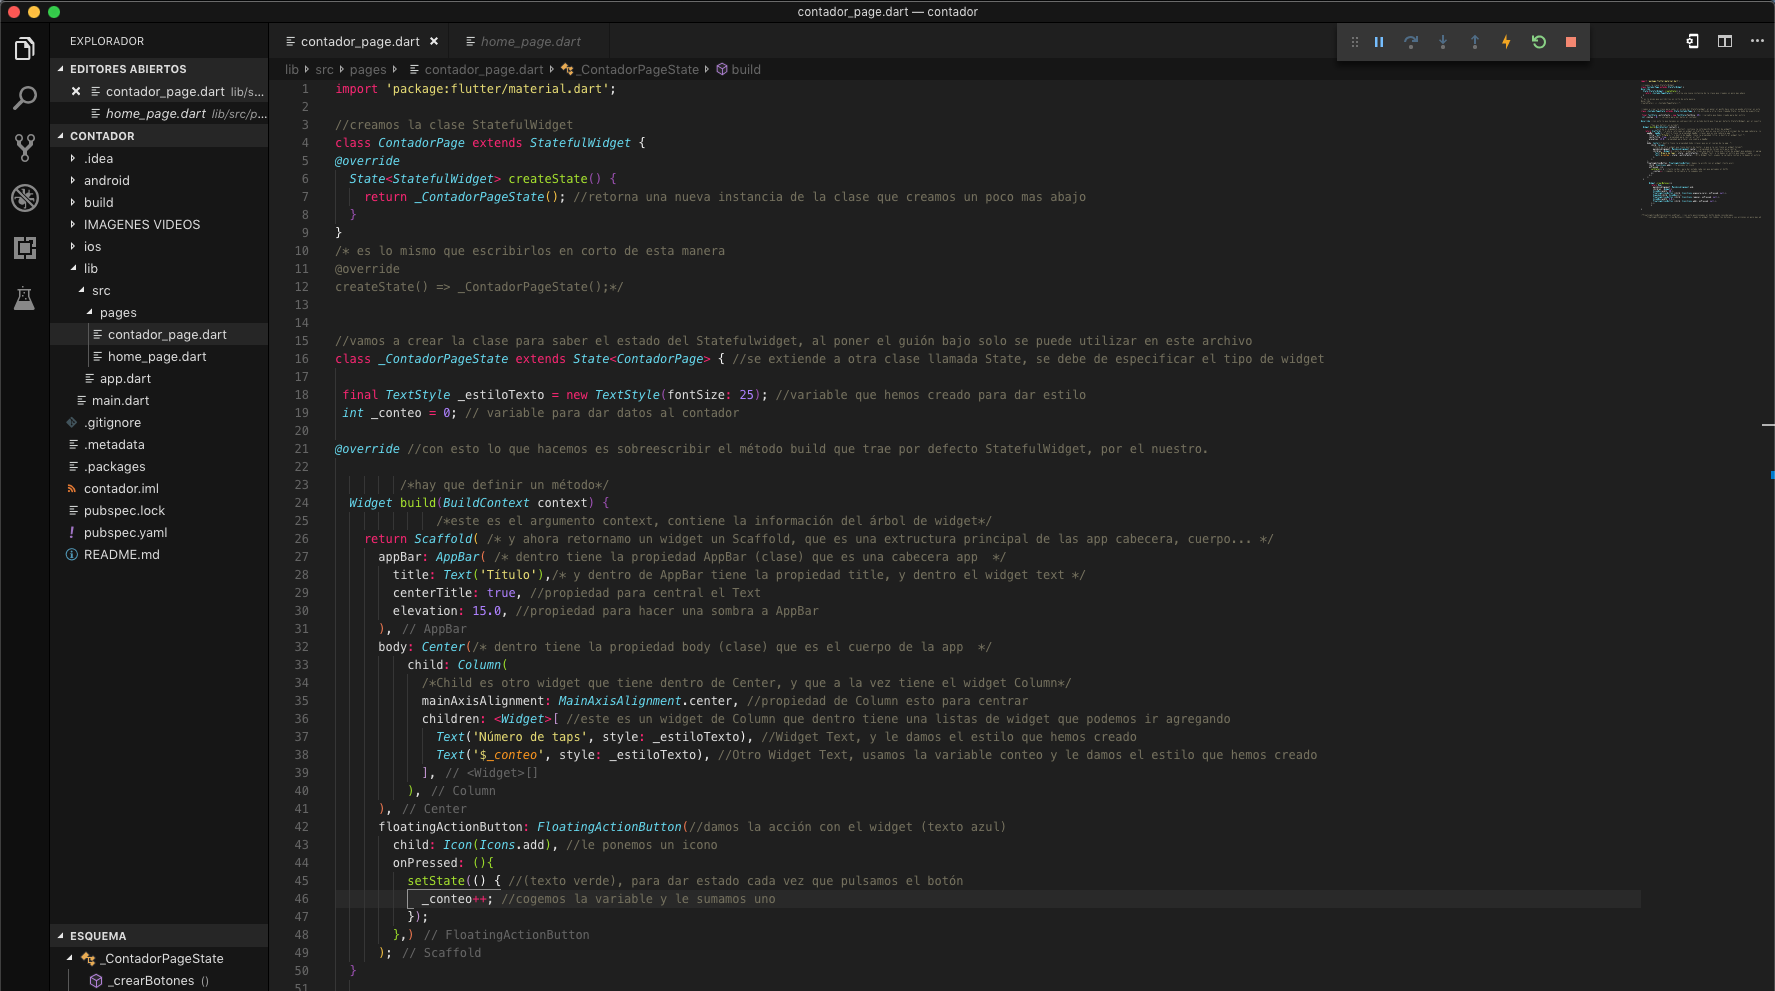 contador_page.dart — contador
EXPLORADOR
EDITORES ABIERTOS
contador_page.dart lib/s...
home_page.dart lib/src/p...
CONTADOR
.idea
android
build
IMAGENES VIDEOS
ios
lib
src
pages
contador_page.dart
home_page.dart
app.dart
main.dart
.gitignore
.metadata
.packages
contador.iml
pubspec.lock
pubspec.yaml
README.md
ESQUEMA
_ContadorPageState
_crearBotones ()
contador_page.dart
home_page.dart
lib src pages contador_page.dart _ContadorPageState build
1 import 'package:flutter/material.dart';
2
3 //creamos la clase StatefulWidget
4 class ContadorPage extends StatefulWidget {
5 @override
6 State<StatefulWidget> createState() {
7 return _ContadorPageState(); //retorna una nueva instancia de la clase que creamos un poco mas abajo
8 }
9 }
10 /* es lo mismo que escribirlos en corto de esta manera
11 @override
12 createState() => _ContadorPageState();*/
13
14
15 //vamos a crear la clase para saber el estado del Statefulwidget, al poner el guión bajo solo se puede utilizar en este archivo
16 class _ContadorPageState extends State<ContadorPage> { //se extiende a otra clase llamada State, se debe de especificar el tipo de widget
17
18 final TextStyle _estiloTexto = new TextStyle(fontSize: 25); //variable que hemos creado para dar estilo
19 int _conteo = 0; // variable para dar datos al contador
20
21 @override //con esto lo que hacemos es sobreescribir el método build que trae por defecto StatefulWidget, por el nuestro.
22
23 /*hay que definir un método*/
24 Widget build(BuildContext context) {
25 /*este es el argumento context, contiene la información del árbol de widget*/
26 return Scaffold( /* y ahora retornamo un widget un Scaffold, que es una extructura principal de las app cabecera, cuerpo... */
27 appBar: AppBar( /* dentro tiene la propiedad AppBar (clase) que es una cabecera app */
28 title: Text('Título'),/* y dentro de AppBar tiene la propiedad title, y dentro el widget text */
29 centerTitle: true, //propiedad para central el Text
30 elevation: 15.0, //propiedad para hacer una sombra a AppBar
31 ), // AppBar
32 body: Center(/* dentro tiene la propiedad body (clase) que es el cuerpo de la app */
33 child: Column(
34 /*Child es otro widget que tiene dentro de Center, y que a la vez tiene el widget Column*/
35 mainAxisAlignment: MainAxisAlignment.center, //propiedad de Column esto para centrar
36 children: <Widget>[ //este es un widget de Column que dentro tiene una listas de widget que podemos ir agregando
37 Text('Número de taps', style: _estiloTexto), //Widget Text, y le damos el estilo que hemos creado
38 Text('$_conteo', style: _estiloTexto), //Otro Widget Text, usamos la variable conteo y le damos el estilo que hemos creado
39 ], // <Widget>[]
40 ), // Column
41 ), // Center
42 floatingActionButton: FloatingActionButton(//damos la acción con el widget (texto azul)
43 child: Icon(Icons.add), //le ponemos un icono
44 onPressed: (){
45 setState(() { //(texto verde), para dar estado cada vez que pulsamos el botón
46 _conteo++; //cogemos la variable y le sumamos uno
47 });
48 },) // FloatingActionButton
49 ); // Scaffold
50 }
51